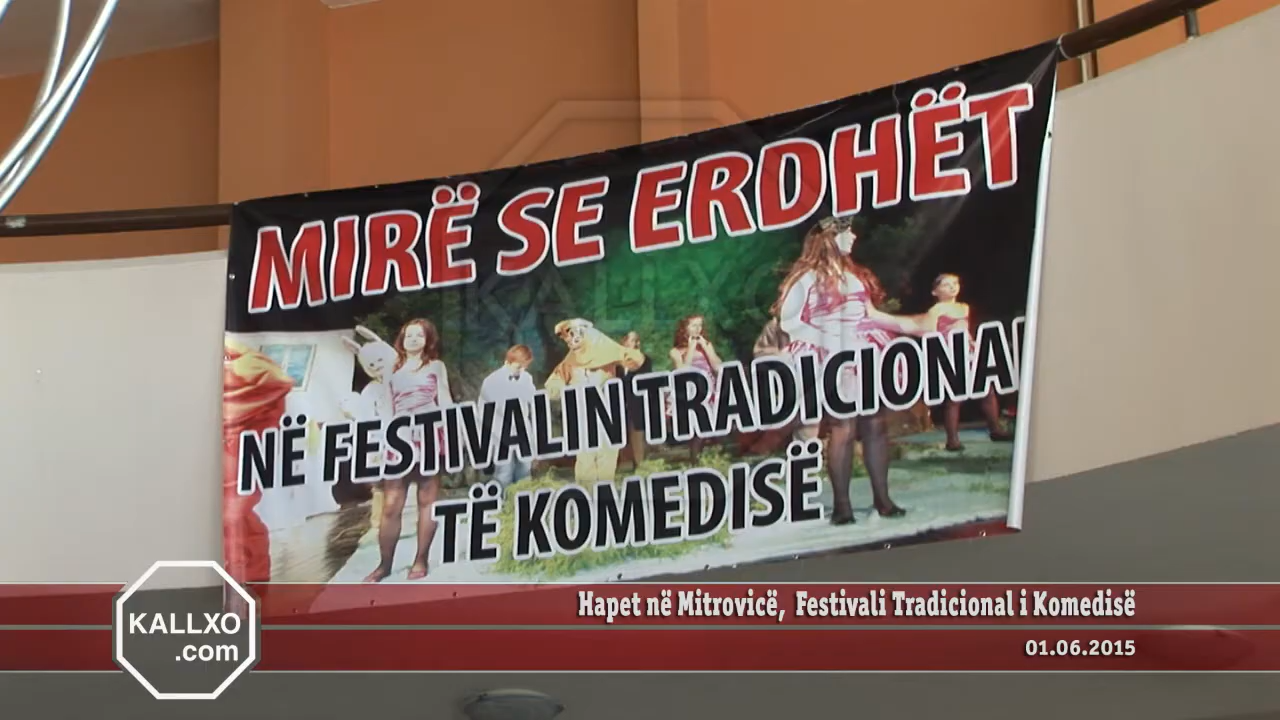 MIRË SE ERDHËT
NË FESTIVALIN TRADICIONAL
TË KOMEDISË
KALLXO
Hapet në Mitrovicë, Festivali Tradicional i Komedisë
01.06.2015
KALLXO
.com